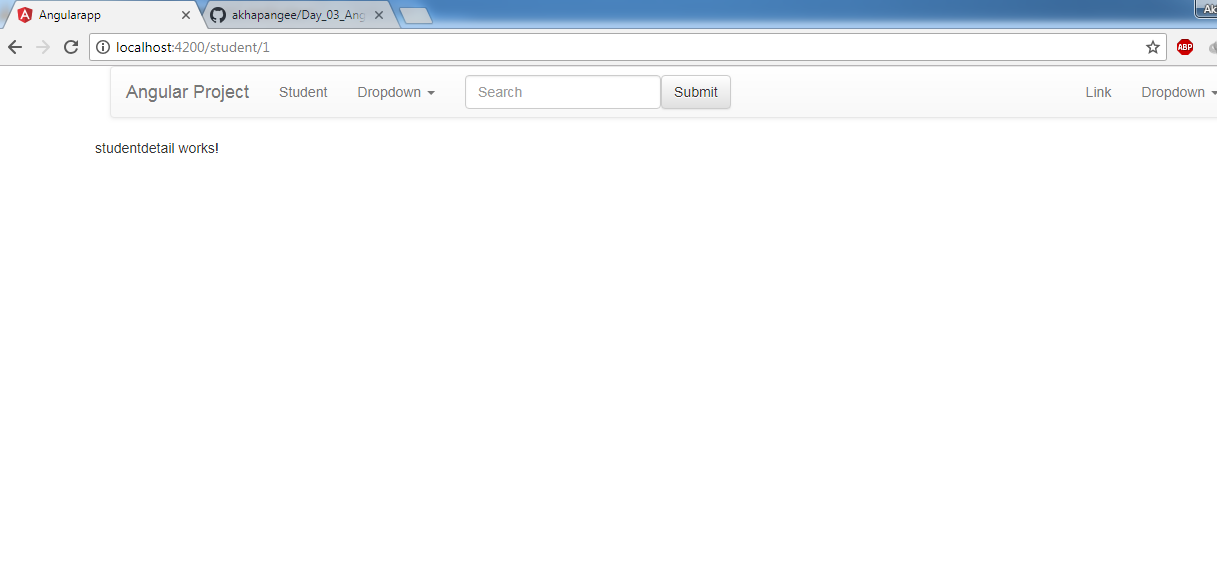 Angularapp
akhapangee/Day_03_Ang
Ak
localhost:4200/student/1
ABP
Angular Project Student Dropdown Search Submit Link Dropdown
studentdetail works!